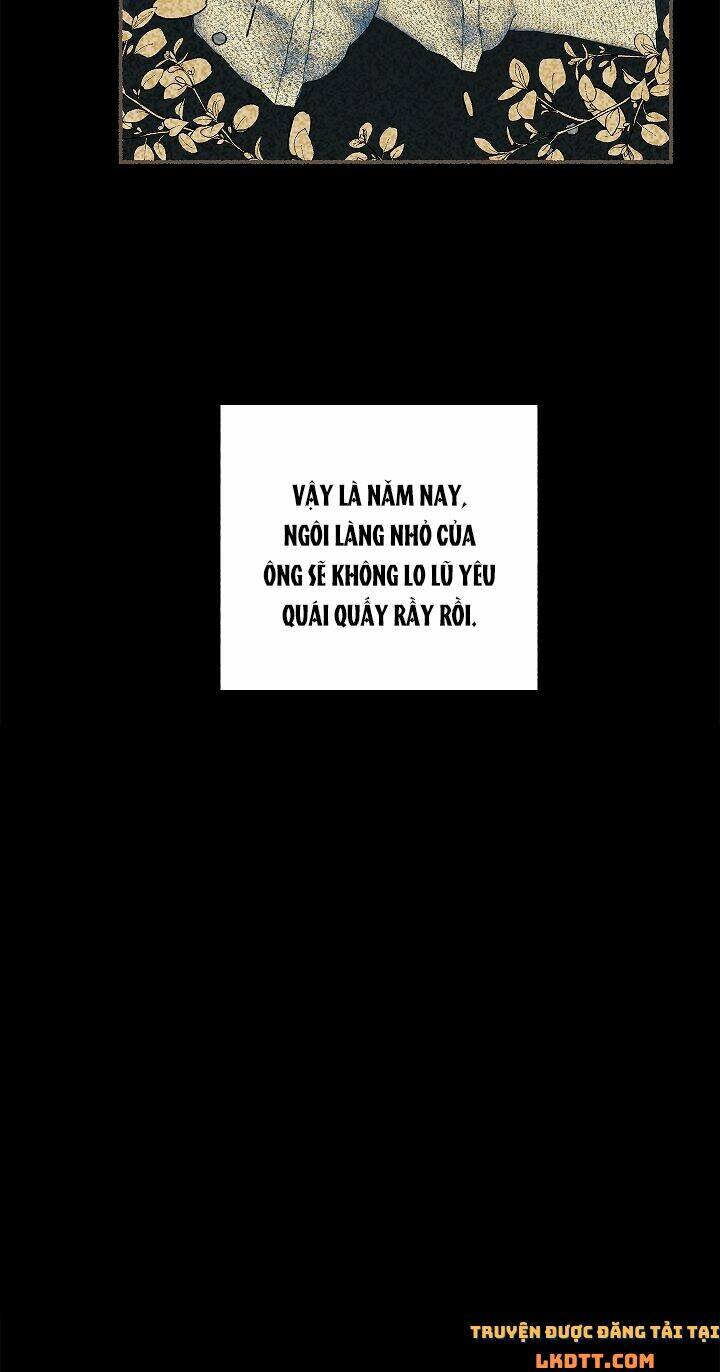 VẬY LÀ NĂM NAY,
NGÔI LÀNG NHỎ CỦA
ÔNG SẼ KHÔNG LO LŨ YÊU
QUÁI QUẤY RẦY RỒI.
TRUYỆN ĐƯỢC ĐĂNG TẢI TẠI
LKDTT.COM